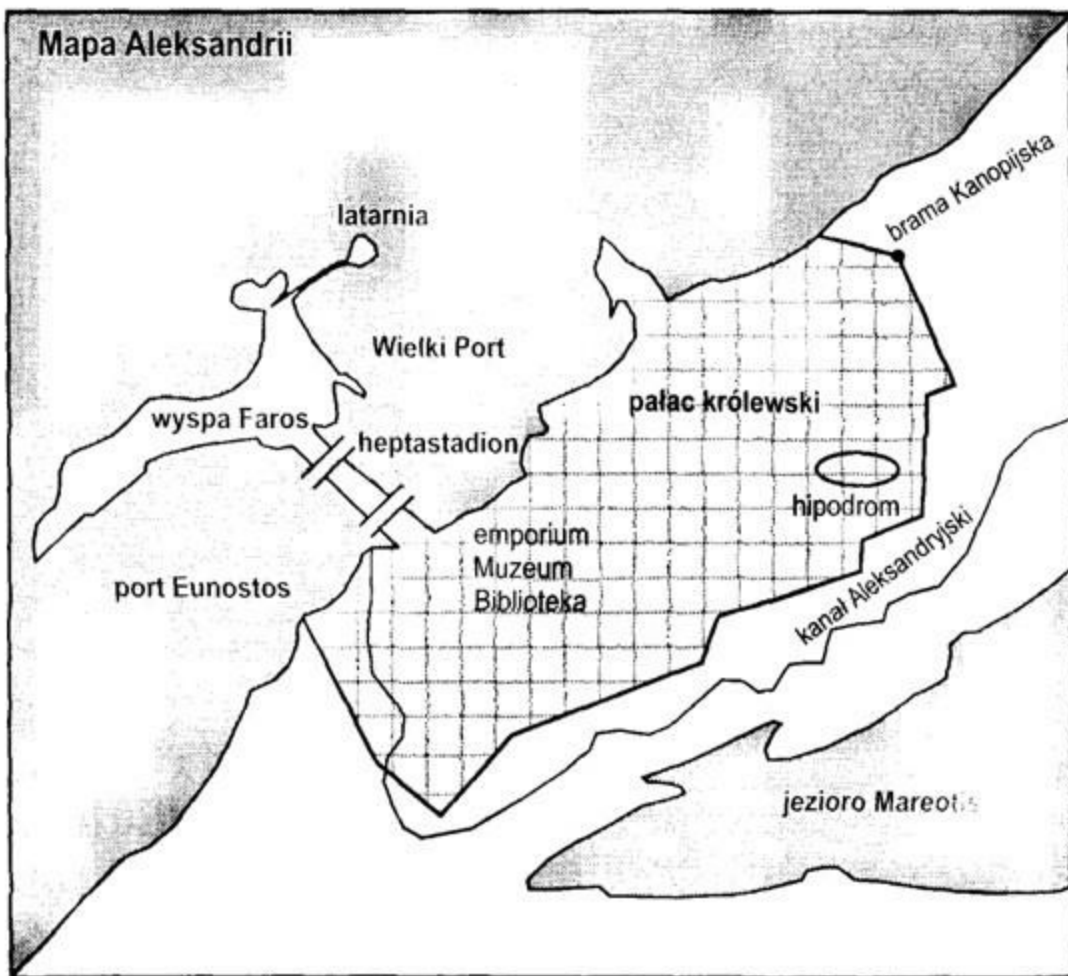 Mapa Aleksandrii
brama Kanopijska
latarnia
Wielki Port
pałac królewski
wyspa Faros
heptastadion
hipodrom
emporium
Muzeum
Biblioteka
port Eunostos
kanał Aleksandryjski
jezioro Mareotis